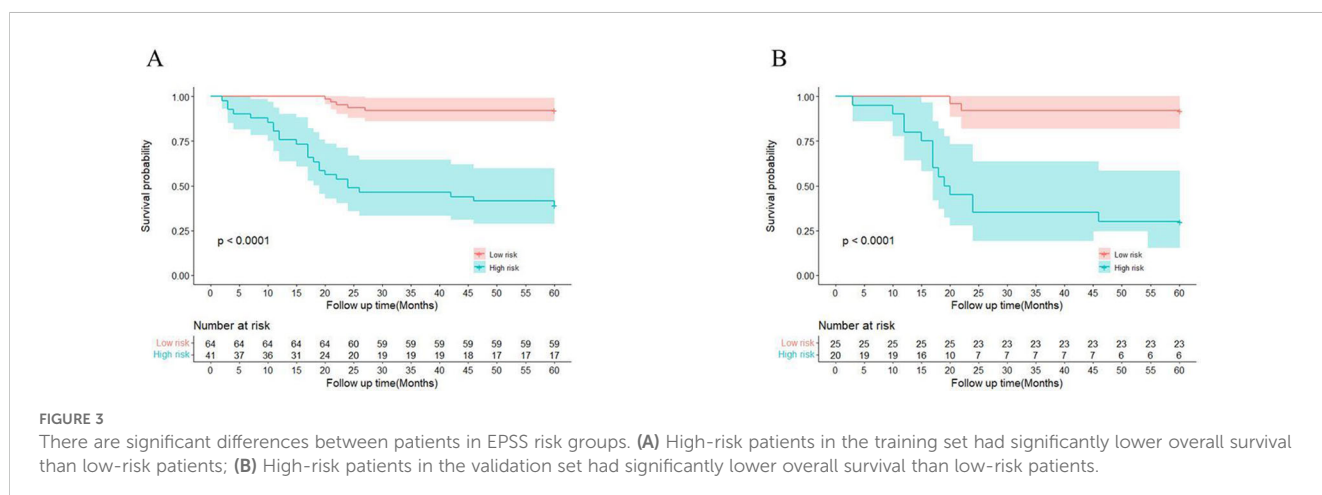 A
1.00
0.75
0.50
0.25
0.00
Survival probability
p < 0.0001
Low risk
High risk
0 5 10 15 20 25 30 35 40 45 50 55 60
Follow up time(Months)
Number at risk
Low risk 64 64 64 64 64 60 59 59 59 59 59 59 59
High risk 41 37 36 31 24 20 19 19 19 18 17 17 17
0 5 10 15 20 25 30 35 40 45 50 55 60
Follow up time(Months)
B
1.00
0.75
0.50
0.25
0.00
Survival probability
p < 0.0001
Low risk
High risk
0 5 10 15 20 25 30 35 40 45 50 55 60
Follow up time(Months)
Number at risk
Low risk 25 25 25 25 25 23 23 23 23 23 23 23 23
High risk 20 19 19 16 10 7 7 7 7 7 6 6 6
0 5 10 15 20 25 30 35 40 45 50 55 60
Follow up time(Months)
FIGURE 3
There are significant differences between patients in EPSS risk groups. (A) High-risk patients in the training set had significantly lower overall survival
than low-risk patients; (B) High-risk patients in the validation set had significantly lower overall survival than low-risk patients.